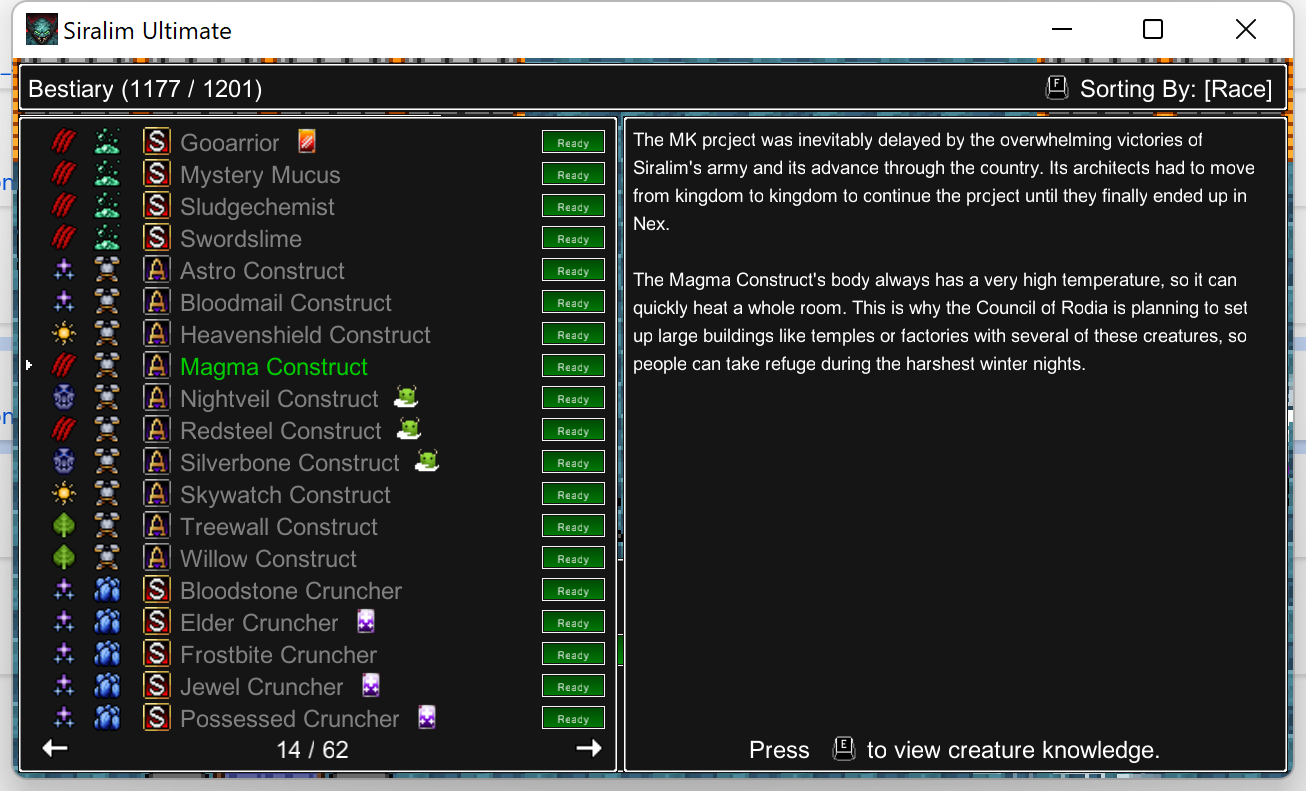 Siralim Ultimate
Bestiary (1177 / 1201)
F Sorting By: [Race]
S Gooarrior Ready
S Mystery Mucus Ready
S Sludgechemist Ready
S Swordslime Ready
A Astro Construct Ready
A Bloodmail Construct Ready
A Heavenshield Construct Ready
A Magma Construct Ready
A Nightveil Construct Ready
A Redsteel Construct Ready
A Silverbone Construct Ready
A Skywatch Construct Ready
A Treewall Construct Ready
A Willow Construct Ready
S Bloodstone Cruncher Ready
S Elder Cruncher Ready
S Frostbite Cruncher Ready
S Jewel Cruncher Ready
S Possessed Cruncher Ready
14 / 62
The MK project was inevitably delayed by the overwhelming victories of
Siralim's army and its advance through the country. Its architects had to move
from kingdom to kingdom to continue the project until they finally ended up in
Nex.
The Magma Construct's body always has a very high temperature, so it can
quickly heat a whole room. This is why the Council of Rodia is planning to set
up large buildings like temples or factories with several of these creatures, so
people can take refuge during the harshest winter nights.
Press E to view creature knowledge.